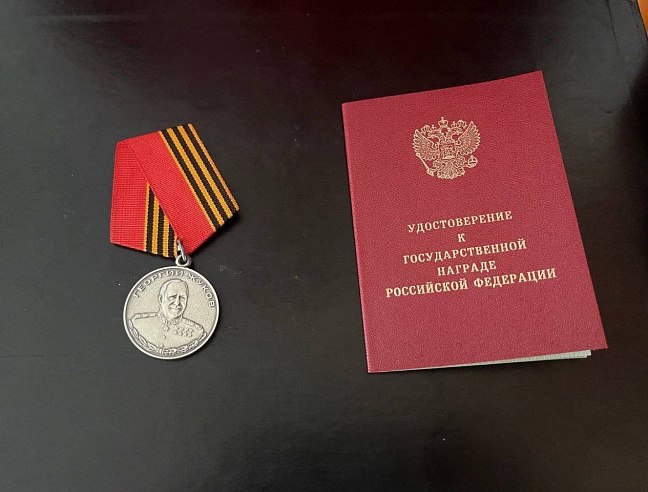 ГЕОРГИЙ ЖУКОВ
УДОСТОВЕРЕНИЕ
К
ГОСУДАРСТВЕННОЙ
НАГРАДЕ
РОССИЙСКОЙ ФЕДЕРАЦИИ